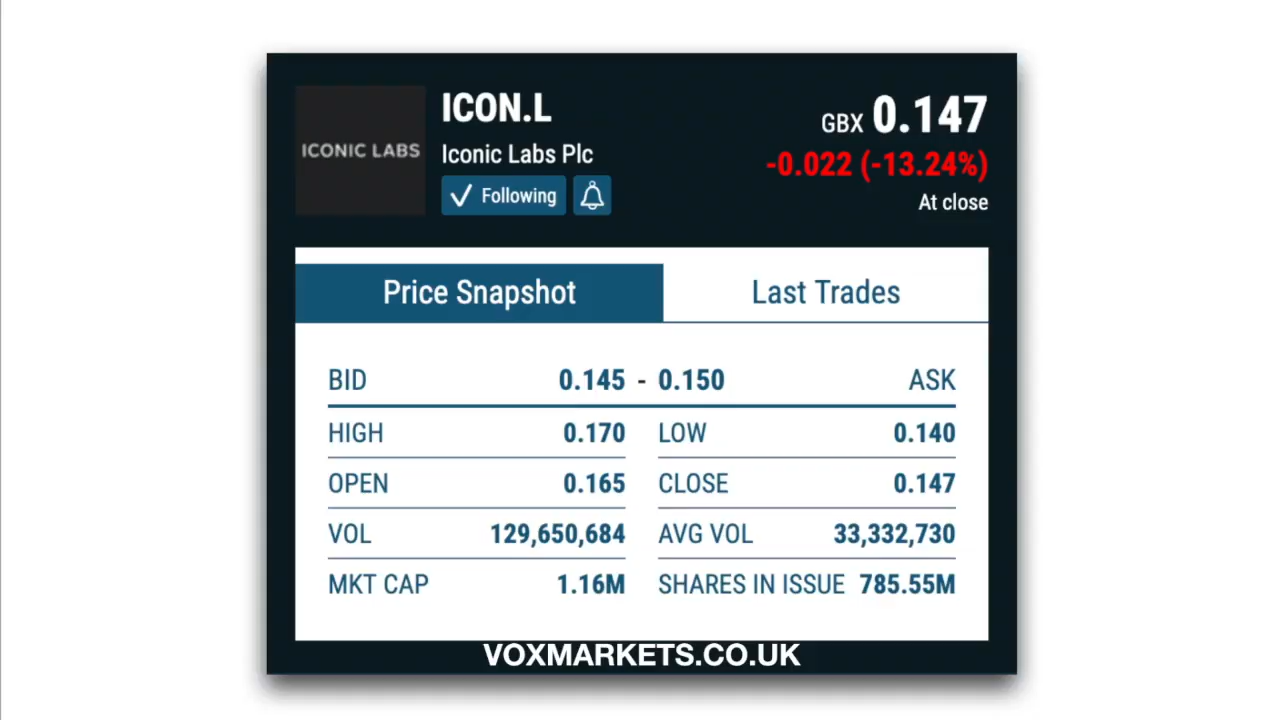 ICONIC LABS
ICON.L
Iconic Labs Plc
Following
GBX 0.147
-0.022 (-13.24%)
At close
Price Snapshot Last Trades
BID 0.145 - 0.150 ASK
HIGH 0.170 LOW 0.140
OPEN 0.165 CLOSE 0.147
VOL 129,650,684 AVG VOL 33,332,730
MKT CAP 1.16M SHARES IN ISSUE 785.55M
VOXMARKETS.CO.UK